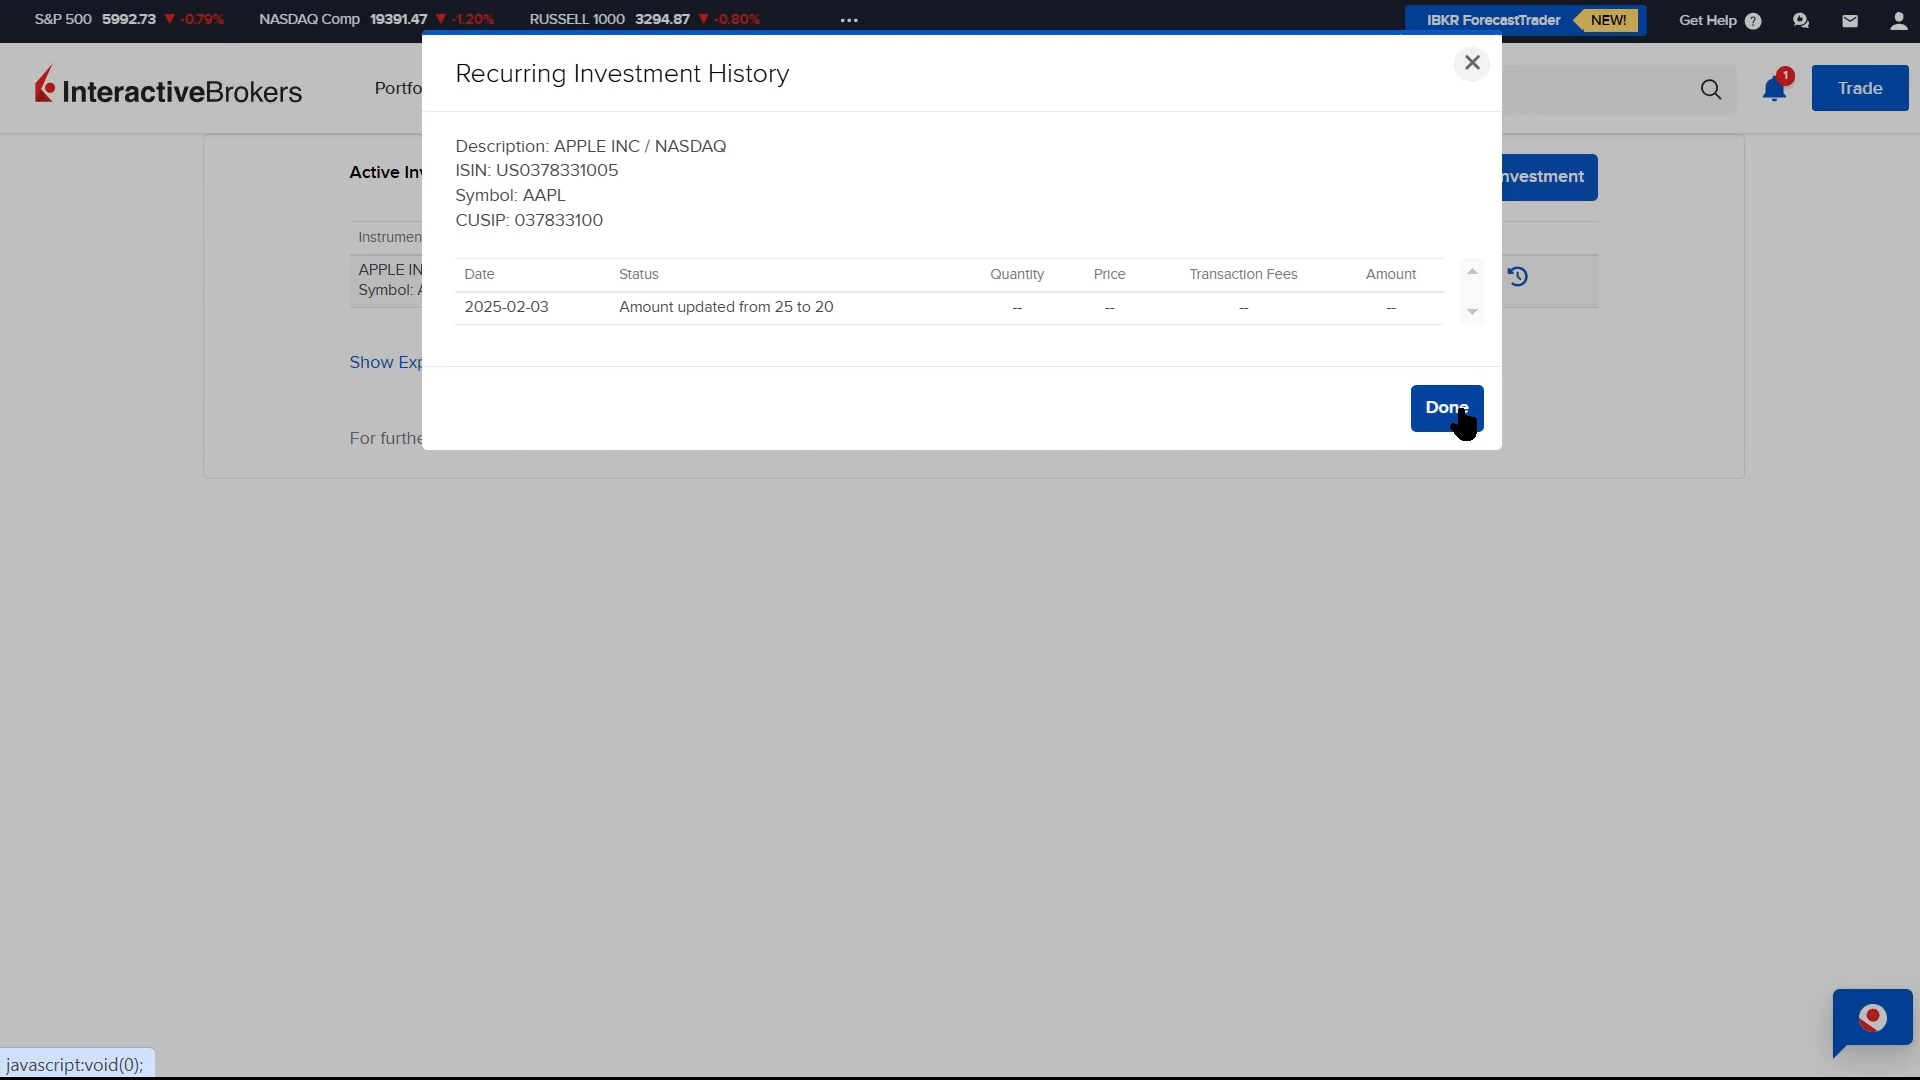 S&P 500 5992.73 ▼ -0.79% NASDAQ Comp 19391.47 ▼ -1.20% RUSSELL 1000 3294.87 ▼ -0.80% ••• IBKR ForecastTrader NEW! Get Help ?
InteractiveBrokers Portfo 1 Trade
Recurring Investment History
Description: APPLE INC / NASDAQ
ISIN: US0378331005
Symbol: AAPL
CUSIP: 037833100
Active In nvestment
Instrumen
APPLE IN
Symbol: A
Date Status Quantity Price Transaction Fees Amount
2025-02-03 Amount updated from 25 to 20 -- -- -- --
Show Exp
Done
For furthe
javascript:void(0);